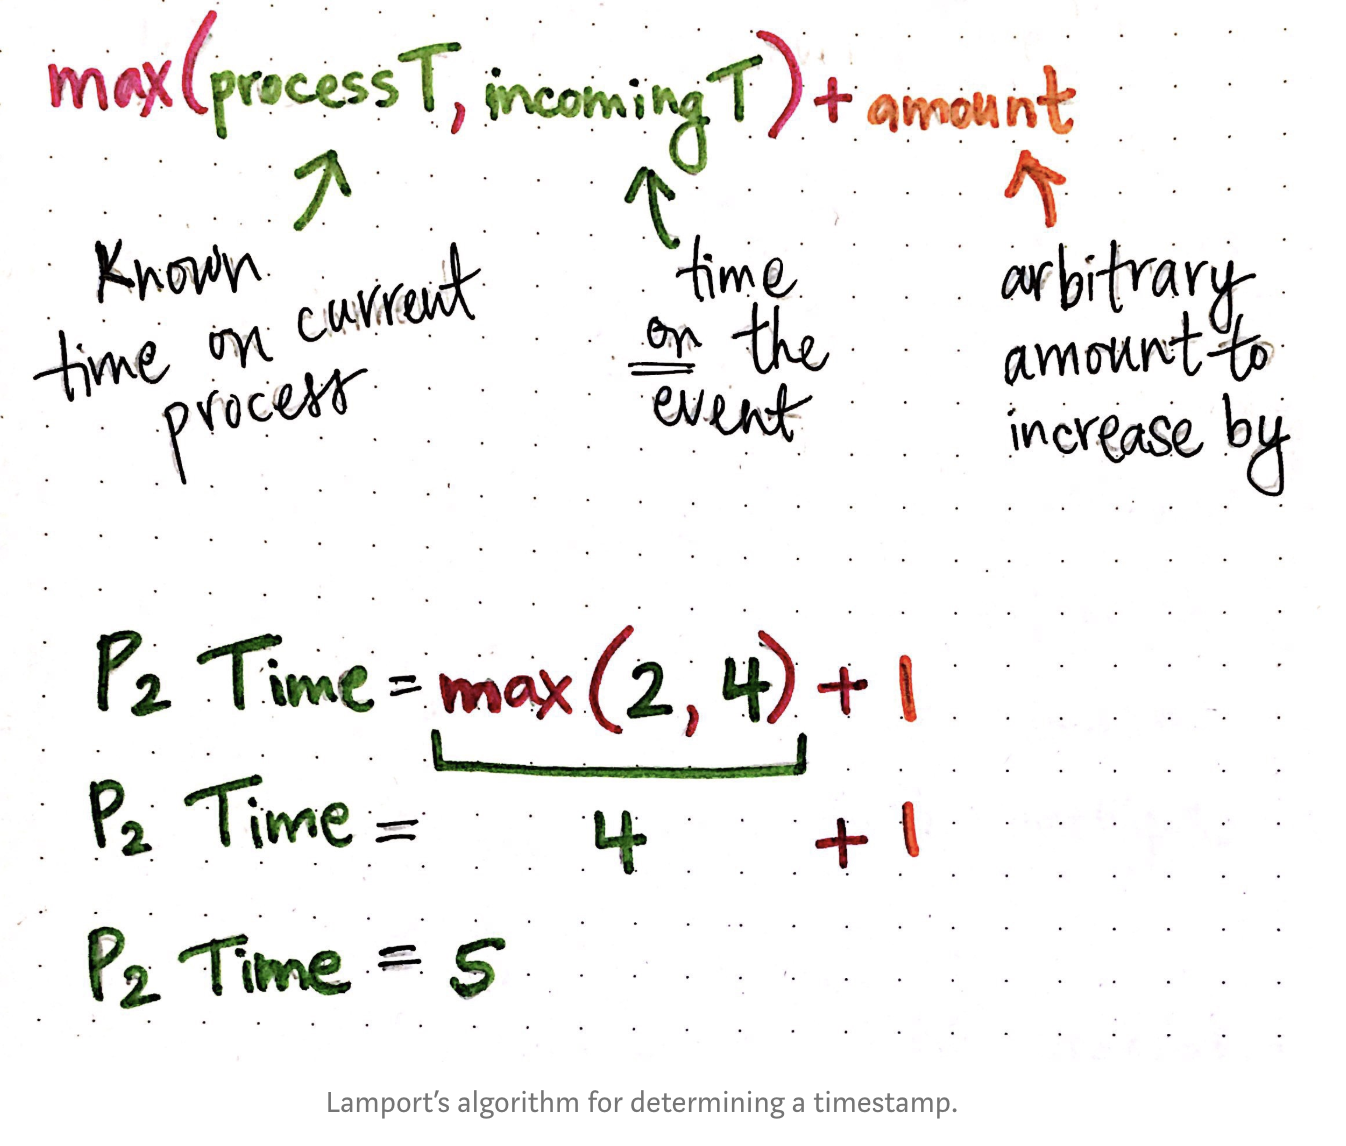 max(processT, incomingT) + amount
Known
time on current
process
time
on the
event
arbitrary
amount to
increase by
P2 Time = max(2, 4) + 1
P2 Time = 4 + 1
P2 Time = 5
Lamport’s algorithm for determining a timestamp.